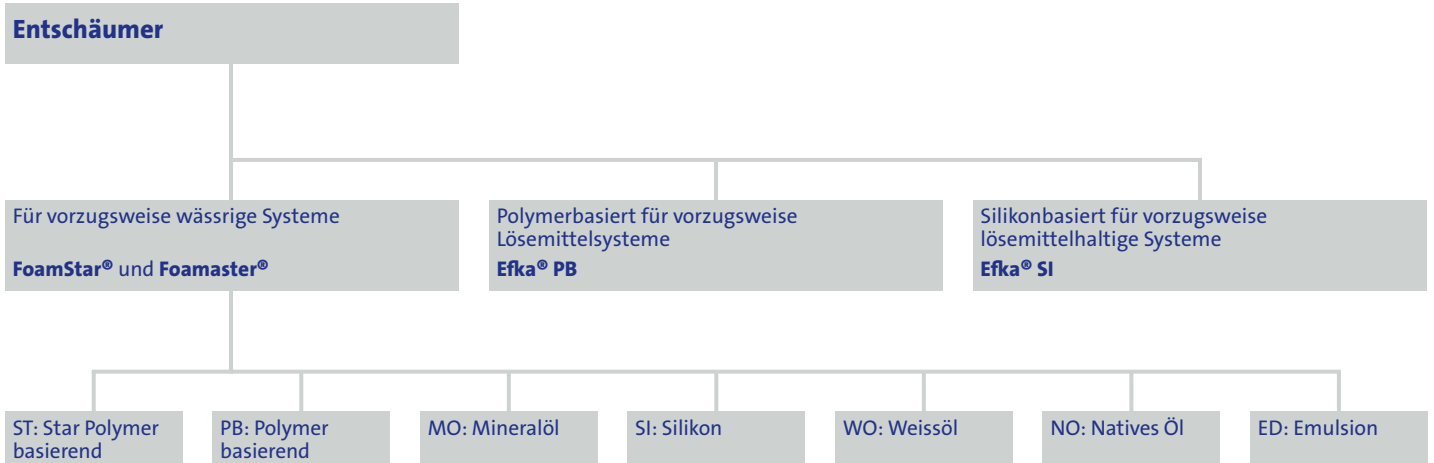 Entschäumer
Für vorzugsweise wässrige Systeme
FoamStar® und Foamaster®
Polymerbasiert für vorzugsweise
Lösemittelsysteme
Efka® PB
Silikonbasiert für vorzugsweise
lösemittelhaltige Systeme
Efka® SI
ST: Star Polymer
basierend
PB: Polymer
basierend
MO: Mineralöl
SI: Silikon
WO: Weissöl
NO: Natives Öl
ED: Emulsion